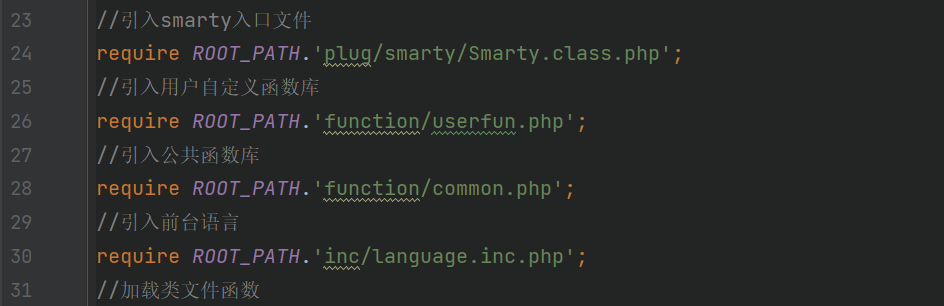 23 //引入smarty入口文件
24 require ROOT_PATH.'plug/smarty/Smarty.class.php';
25 //引入用户自定义函数库
26 require ROOT_PATH.'function/userfun.php';
27 //引入公共函数库
28 require ROOT_PATH.'function/common.php';
29 //引入前台语言
30 require ROOT_PATH.'inc/language.inc.php';
31 //加载类文件函数